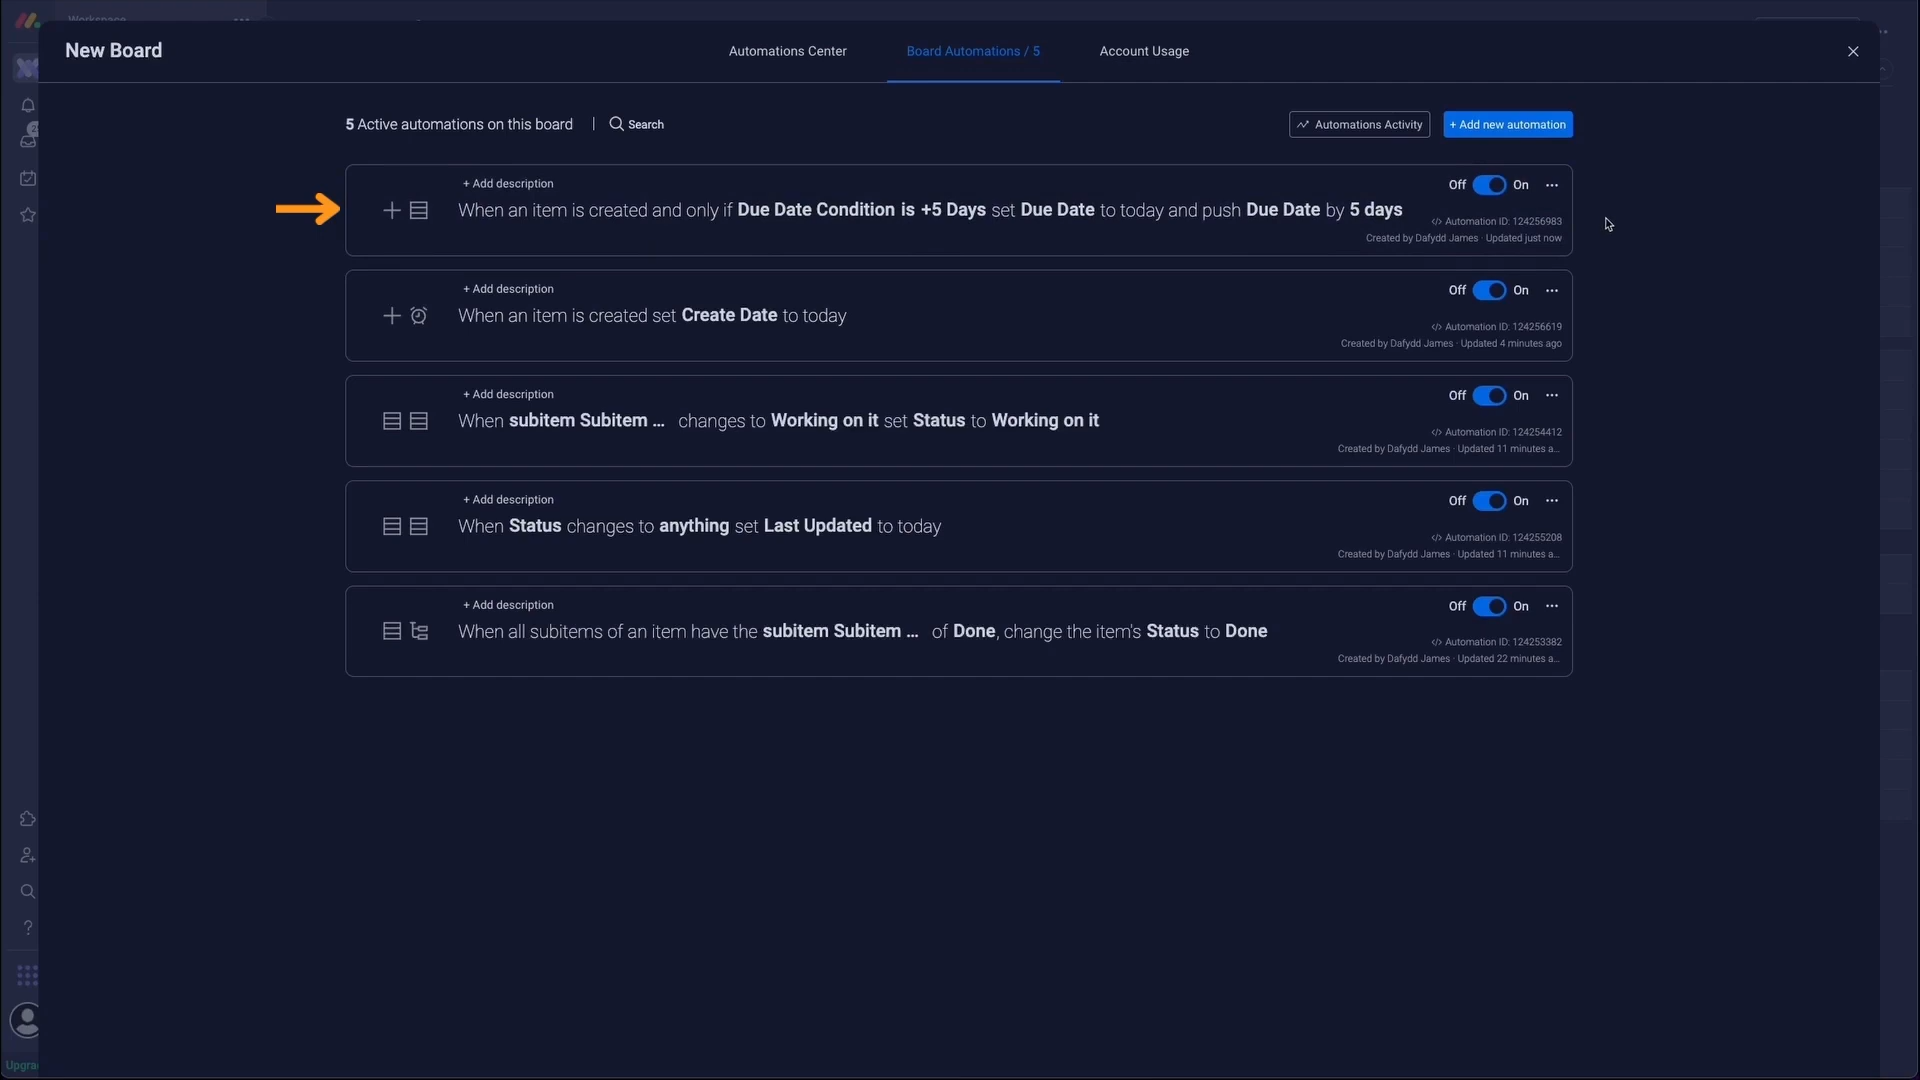 Workspace
New Board
Automations Center
Board Automations / 5
Account Usage
5 Active automations on this board
Search
Automations Activity
+ Add new automation
+ Add description
Off On
When an item is created and only if Due Date Condition is +5 Days set Due Date to today and push Due Date by 5 days
Automation ID: 124256983
Created by Dafydd James · Updated just now
+ Add description
Off On
When an item is created set Create Date to today
Automation ID: 124256619
Created by Dafydd James · Updated 4 minutes ago
+ Add description
Off On
When subitem Subitem ... changes to Working on it set Status to Working on it
Automation ID: 124254412
Created by Dafydd James · Updated 11 minutes a...
+ Add description
Off On
When Status changes to anything set Last Updated to today
Automation ID: 124255208
Created by Dafydd James · Updated 11 minutes a...
+ Add description
Off On
When all subitems of an item have the subitem Subitem ... of Done, change the item's Status to Done
Automation ID: 124253382
Created by Dafydd James · Updated 22 minutes a...
Upgra